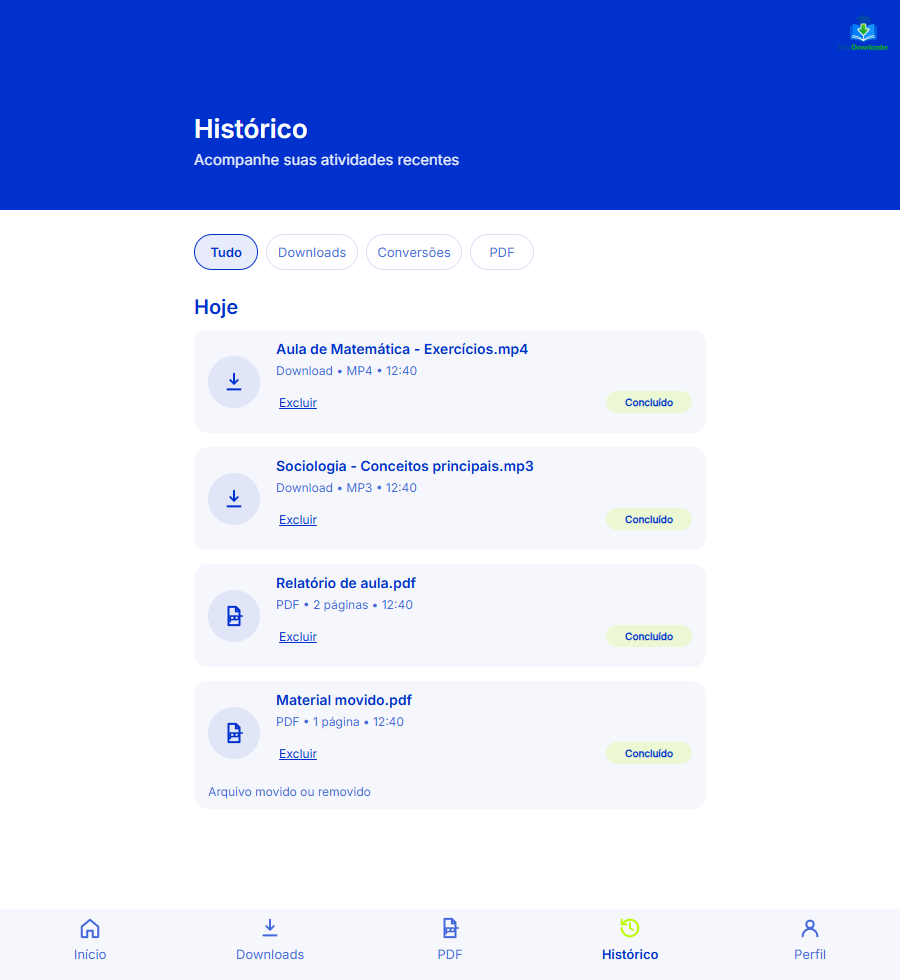 Downloader
Histórico
Acompanhe suas atividades recentes
Tudo
Downloads
Conversões
PDF
Hoje
Aula de Matemática - Exercícios.mp4
Download • MP4 • 12:40
Excluir
Concluído
Sociologia - Conceitos principais.mp3
Download • MP3 • 12:40
Excluir
Concluído
Relatório de aula.pdf
PDF • 2 páginas • 12:40
Excluir
Concluído
Material movido.pdf
PDF • 1 página • 12:40
Excluir
Concluído
Arquivo movido ou removido
Início
Downloads
PDF
Histórico
Perfil